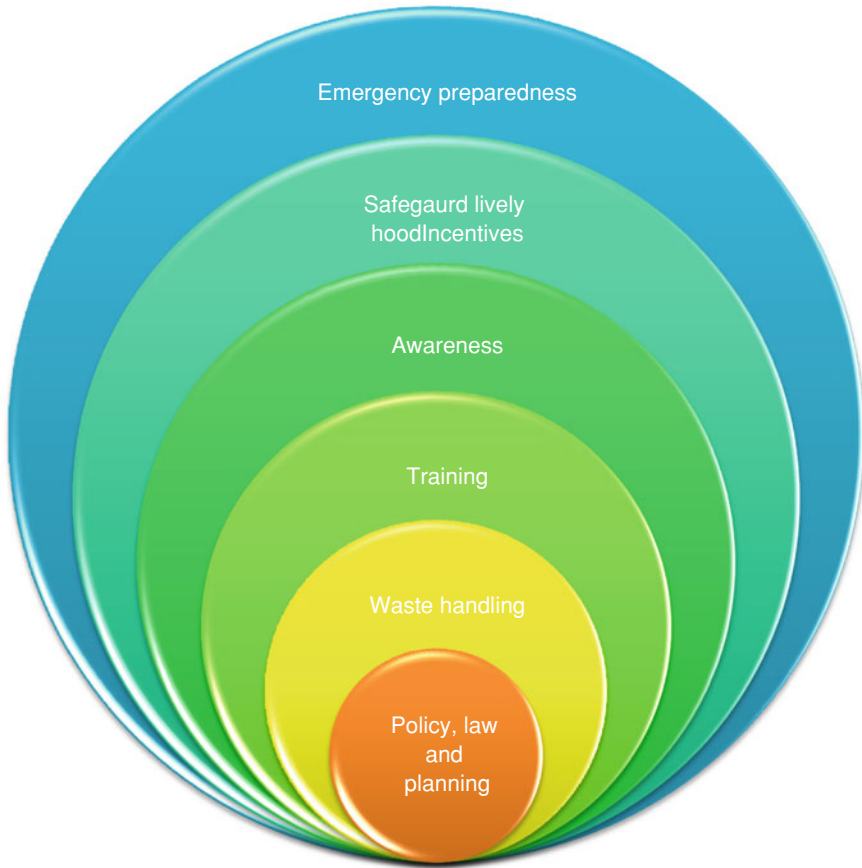 Emergency preparedness
Safegaurd lively
hoodIncentives
Awareness
Training
Waste handling
Policy, law
and
planning